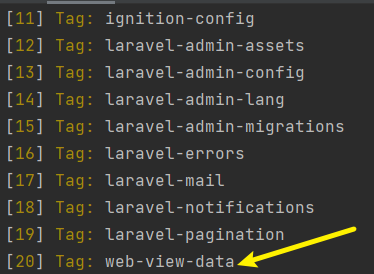 [11] Tag: ignition-config
[12] Tag: laravel-admin-assets
[13] Tag: laravel-admin-config
[14] Tag: laravel-admin-lang
[15] Tag: laravel-admin-migrations
[16] Tag: laravel-errors
[17] Tag: laravel-mail
[18] Tag: laravel-notifications
[19] Tag: laravel-pagination
[20] Tag: web-view-data